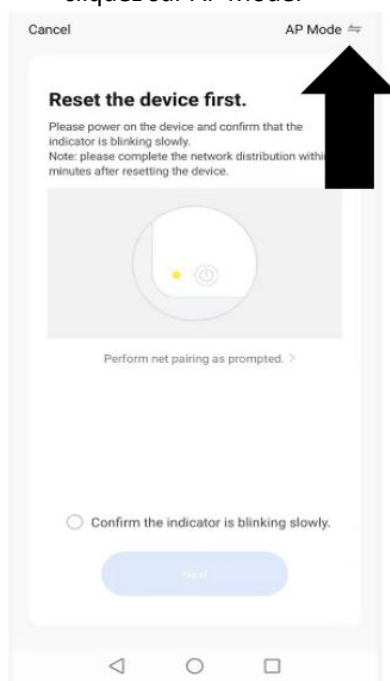 cliquez sur AP Mode.
Cancel
AP Mode
Reset the device first.
Please power on the device and confirm that the
indicator is blinking slowly.
Note: please complete the network distribution
minutes after resetting the device.
Perform net pairing as prompted. >
Confirm the indicator is blinking slowly.
Next